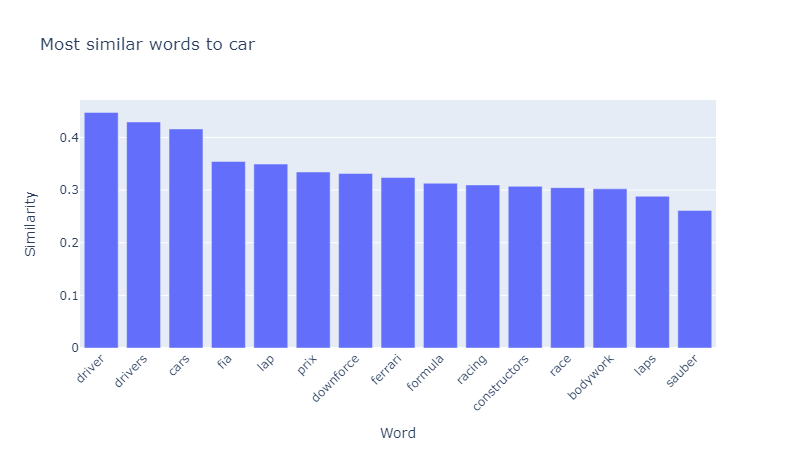 Most similar words to car
Similarity
0.4
0.3
0.2
0.1
0
driver
drivers
cars
fia
lap
prix
downforce
ferrari
formula
racing
constructors
race
bodywork
laps
sauber
Word